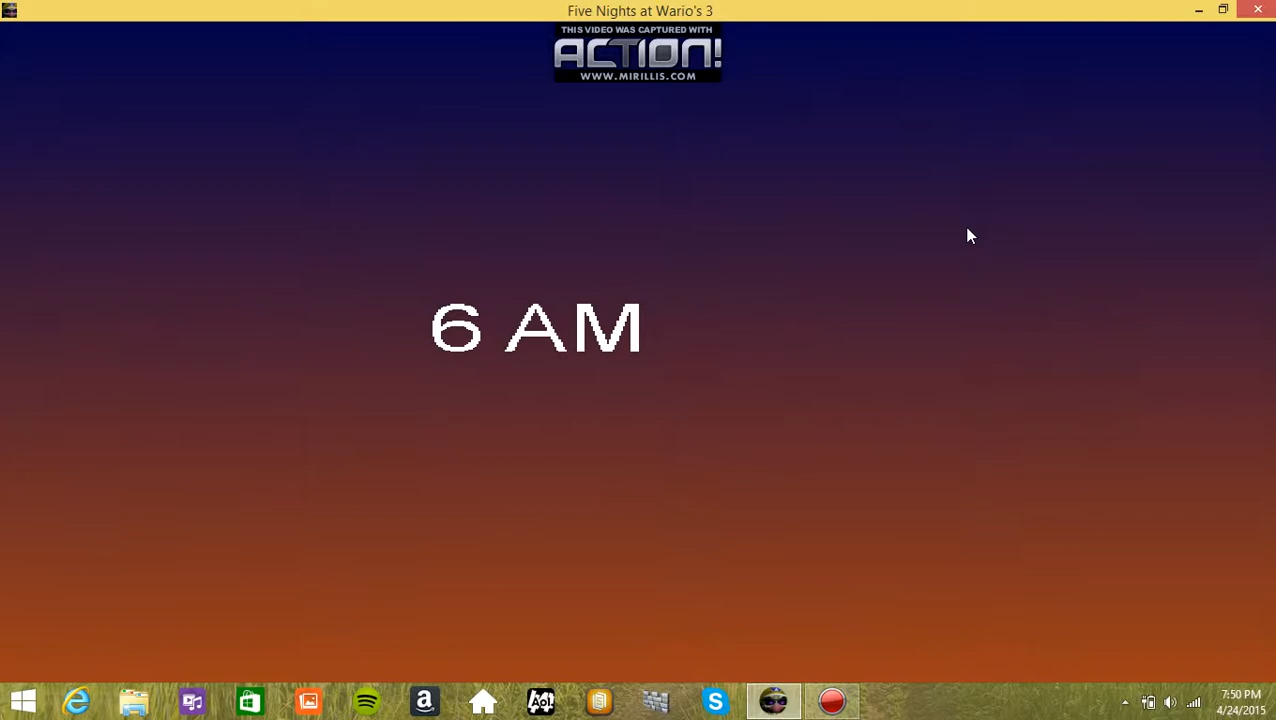 Five Nights at Wario's 3
THIS VIDEO WAS CAPTURED WITH
ACTION!
WWW.MIRILLIS.COM
6 AM
7:50 PM
4/24/2015